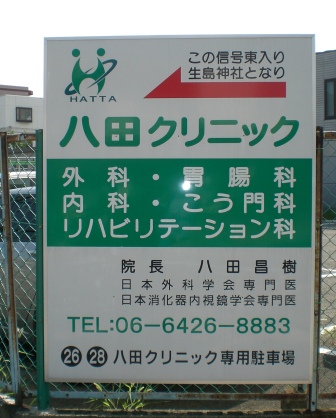 この信号東入り
生島神社となり
HATTA
八田クリニック
外科・胃腸科
内科・こう門科
リハビリテーション科
院長 八田昌樹
日本外科学会専門医
日本消化器内視鏡学会専門医
TEL:06-6426-8883
26 28 八田クリニック専用駐車場